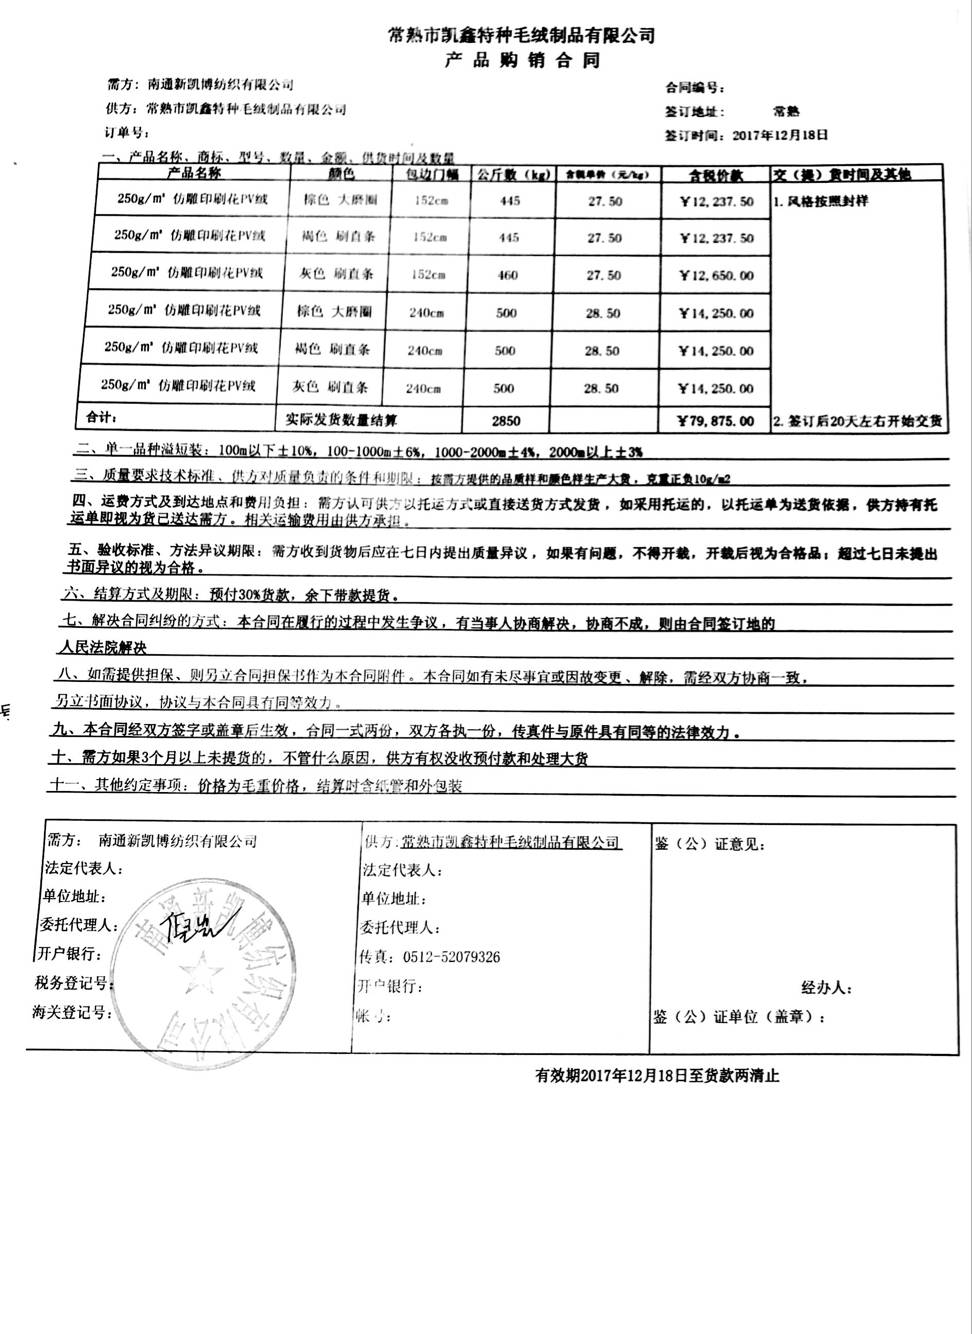 常熟市凯鑫特种毛绒制品有限公司
产品购销合同
需方: 南通新凯博纺织有限公司
合同编号:
供方: 常熟市凯鑫特种毛绒制品有限公司
签订地址: 常熟
订单号:
签订时间: 2017年12月18日
一、产品名称、商标、型号、数量、金额、供货时间及数量
产品名称 颜色 包边门幅 公斤数（kg） 含税单价（元/kg） 含税价款 交（提）货时间及其他
250g/m² 仿雕印刷花PV绒 棕色 大磨圈 152cm 445 27.50 ￥12,237.50 1. 风格按照封样
250g/m² 仿雕印刷花PV绒 褐色 刷直条 152cm 445 27.50 ￥12,237.50
250g/m² 仿雕印刷花PV绒 灰色 刷直条 152cm 460 27.50 ￥12,650.00
250g/m² 仿雕印刷花PV绒 棕色 大磨圈 240cm 500 28.50 ￥14,250.00
250g/m² 仿雕印刷花PV绒 褐色 刷直条 240cm 500 28.50 ￥14,250.00
250g/m² 仿雕印刷花PV绒 灰色 刷直条 240cm 500 28.50 ￥14,250.00
合计: 实际发货数量结算 2850 ￥79,875.00 2. 签订后20天左右开始交货
二、单一品种溢短装: 100m以下±10%, 100-1000m±6%, 1000-2000m±4%, 2000m以上±3%
三、质量要求技术标准、供方对质量负责的条件和期限: 按需方提供的品质样和颜色样生产大货, 克重正负10g/m2
四、运费方式及到达地点和费用负担: 需方认可供方以托运方式或直接送货方式发货, 如采用托运的, 以托运单为送货依据, 供方持有托
运单即视为货已送达需方。相关运输费用由供方承担。
五、验收标准、方法异议期限: 需方收到货物后应在七日内提出质量异议, 如果有问题, 不得开裁, 开裁后视为合格品; 超过七日未提出
书面异议的视为合格。
六、结算方式及期限: 预付30%货款, 余下带款提货。
七、解决合同纠纷的方式: 本合同在履行的过程中发生争议, 有当事人协商解决, 协商不成, 则由合同签订地的
人民法院解决
八、如需提供担保、则另立合同担保书作为本合同附件。本合同如有未尽事宜或因故变更、解除, 需经双方协商一致,
另立书面协议, 协议与本合同具有同等效力。
九、本合同经双方签字或盖章后生效, 合同一式两份, 双方各执一份, 传真件与原件具有同等的法律效力。
十、需方如果3个月以上未提货的, 不管什么原因, 供方有权没收预付款和处理大货
十一、其他约定事项: 价格为毛重价格, 结算时含纸管和外包装
需方: 南通新凯博纺织有限公司
法定代表人:
单位地址:
委托代理人:
开户银行:
税务登记号:
海关登记号:
南通新凯博纺织有限公司
供方: 常熟市凯鑫特种毛绒制品有限公司
法定代表人:
单位地址:
委托代理人:
传真: 0512-52079326
开户银行:
帐号:
鉴（公）证意见:
经办人:
鉴（公）证单位（盖章）:
有效期2017年12月18日至货款两清止